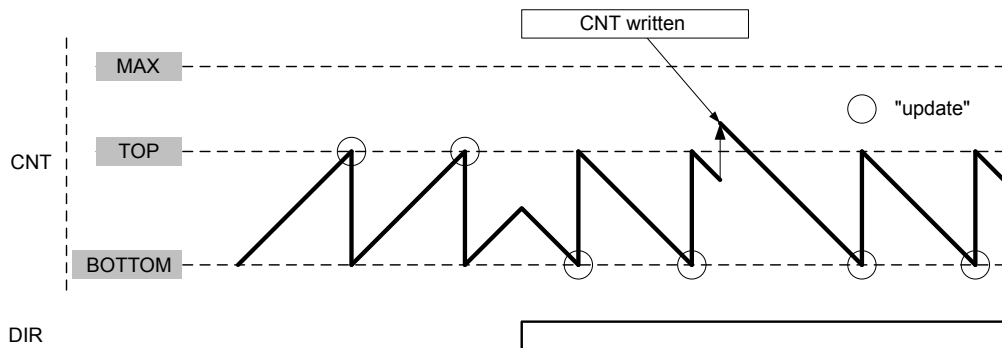 CNT written
MAX
"update"
CNT
TOP
BOTTOM
DIR